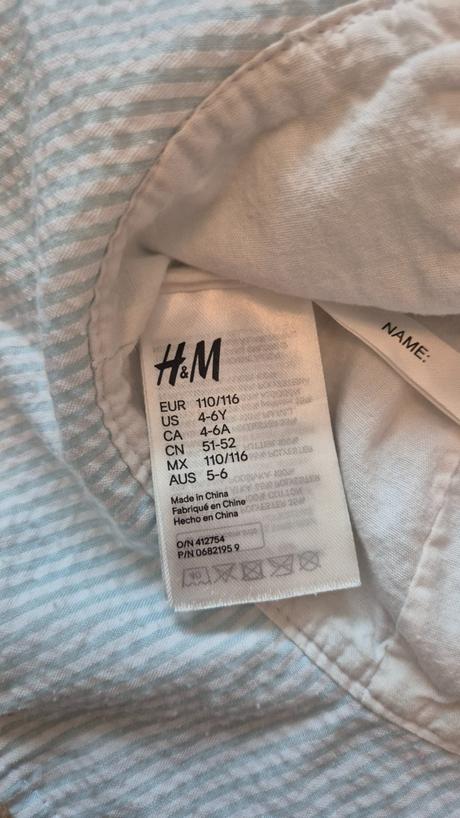 H&M
EUR 110/116
US 4-6Y
CA 4-6A
CN 51-52
MX 110/116
AUS 5-6
Made in China
Fabriqué en Chine
Hecho en China
O/N 412754
P/N 0682195 9
NAME: